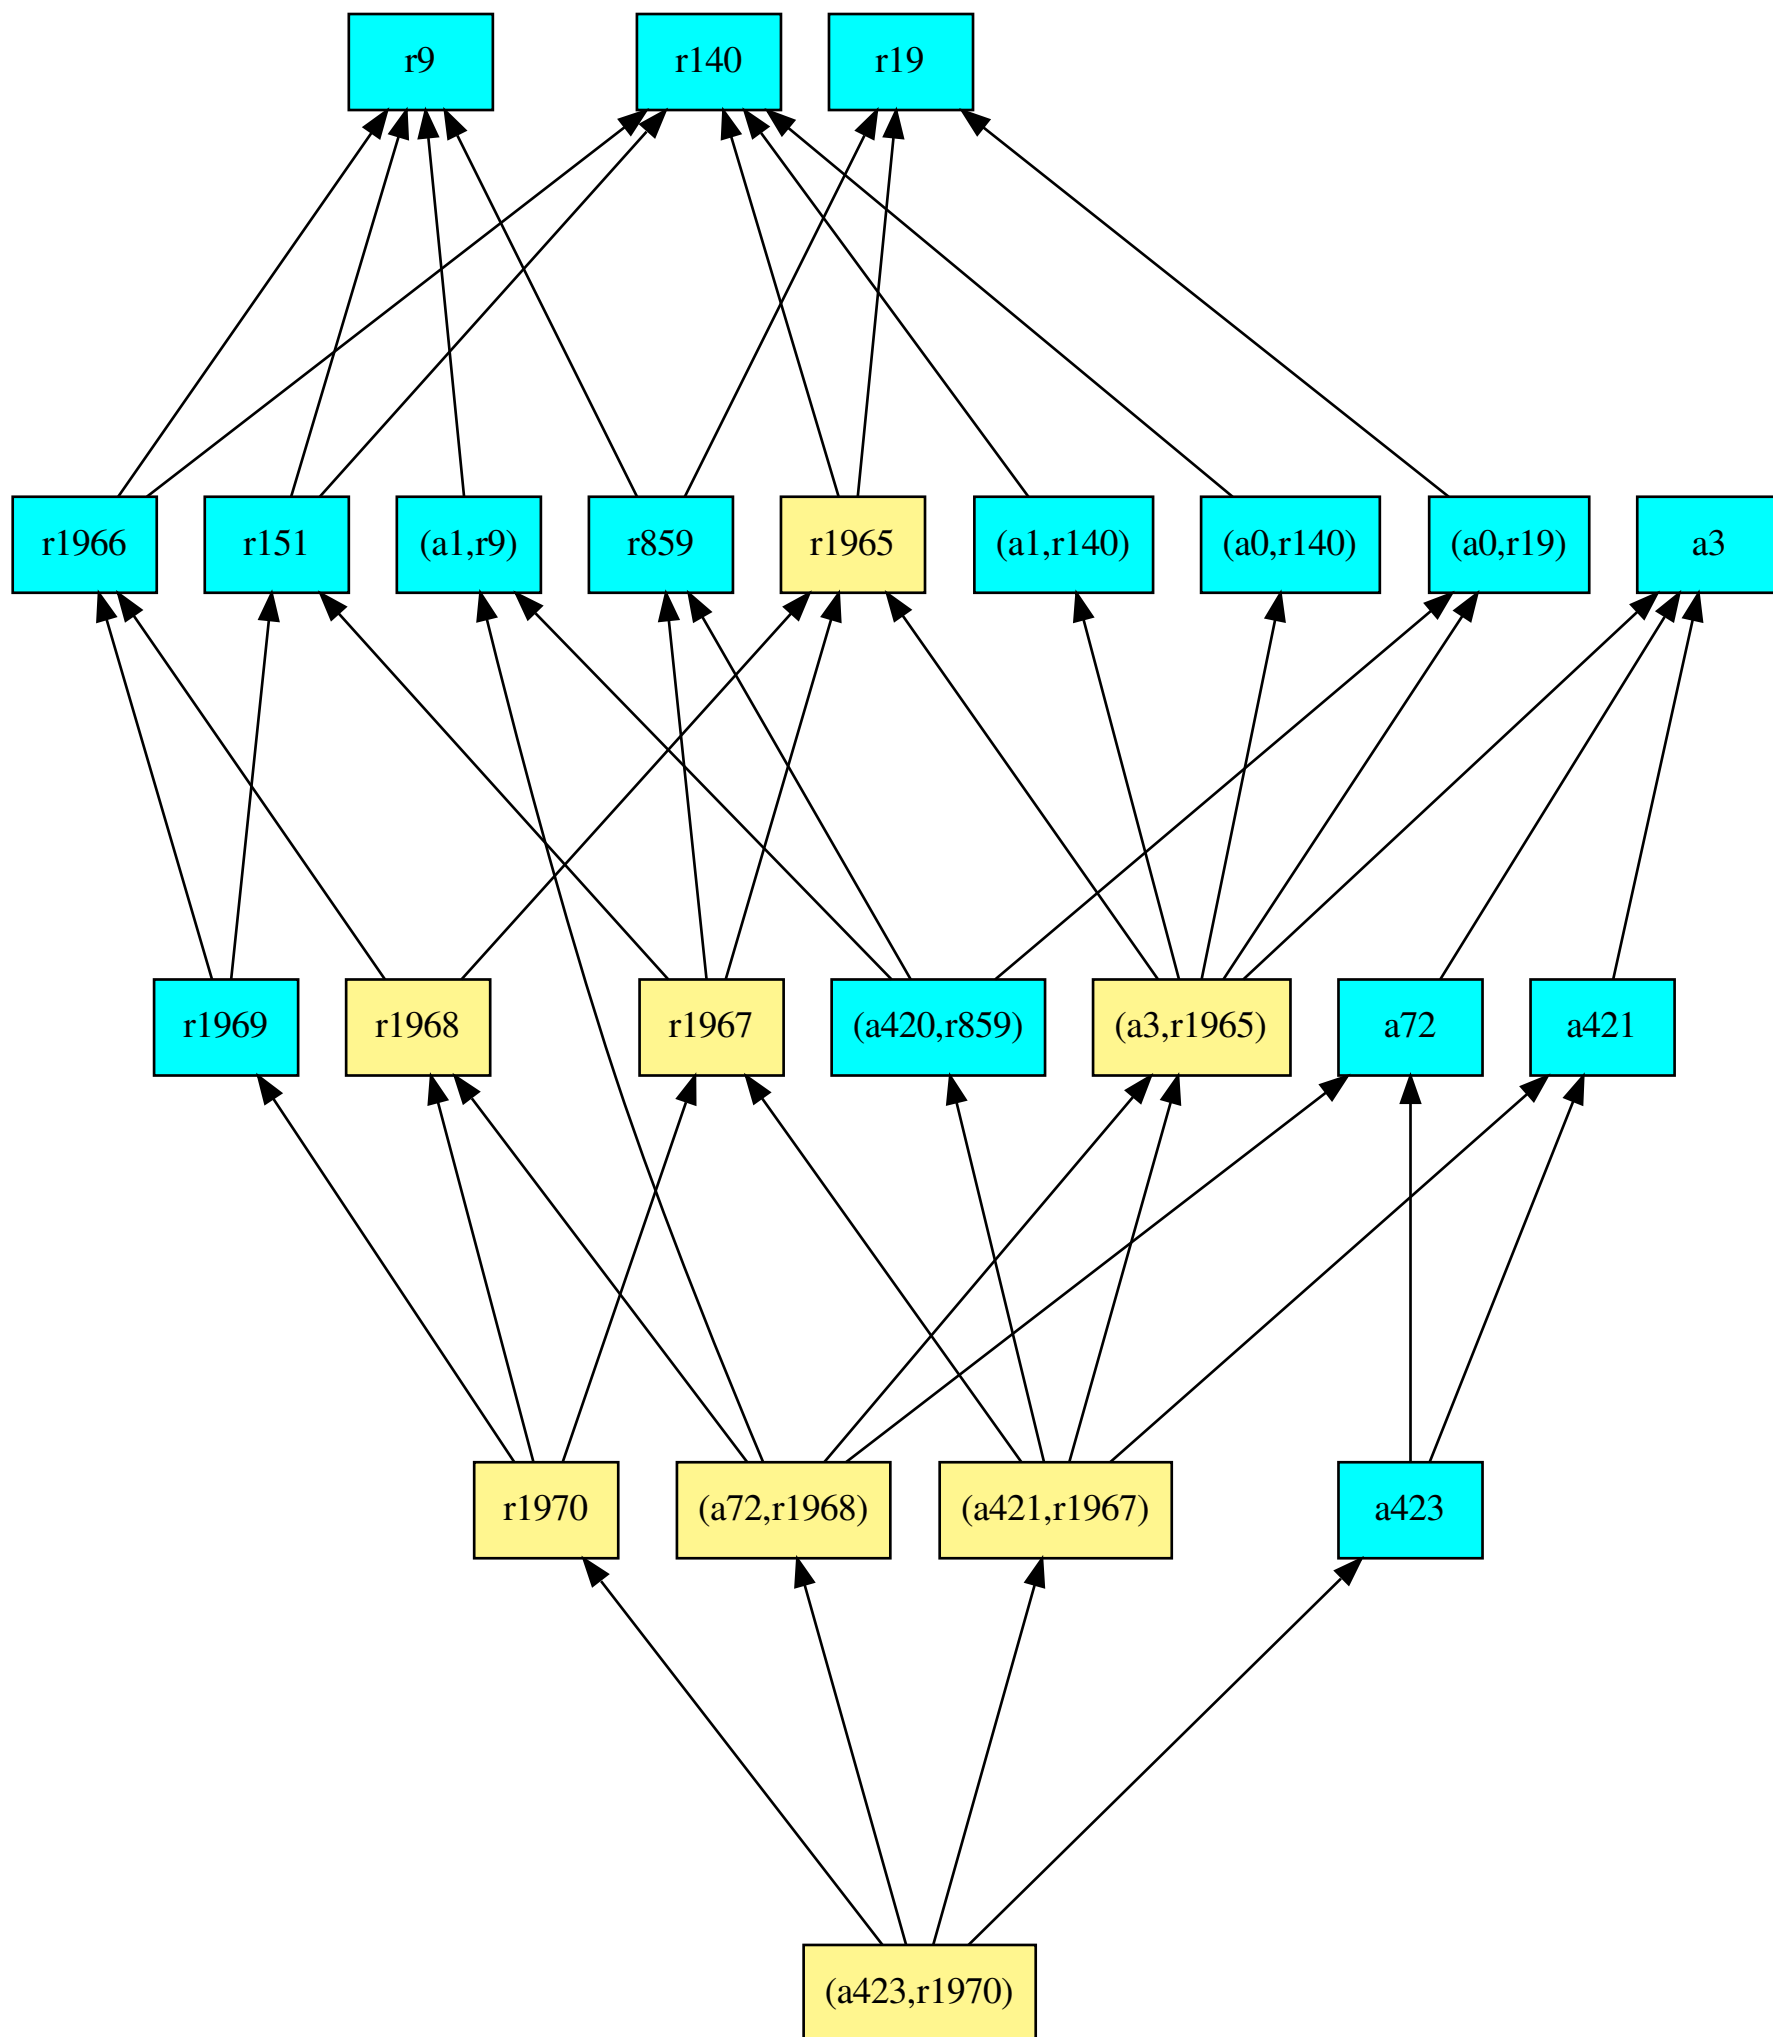 r9
r140
r19
r1966
r151
(a1,r9)
r859
r1965
(a1,r140)
(a0,r140)
(a0,r19)
a3
r1969
r1968
r1967
(a420,r859)
(a3,r1965)
a72
a421
r1970
(a72,r1968)
(a421,r1967)
a423
(a423,r1970)